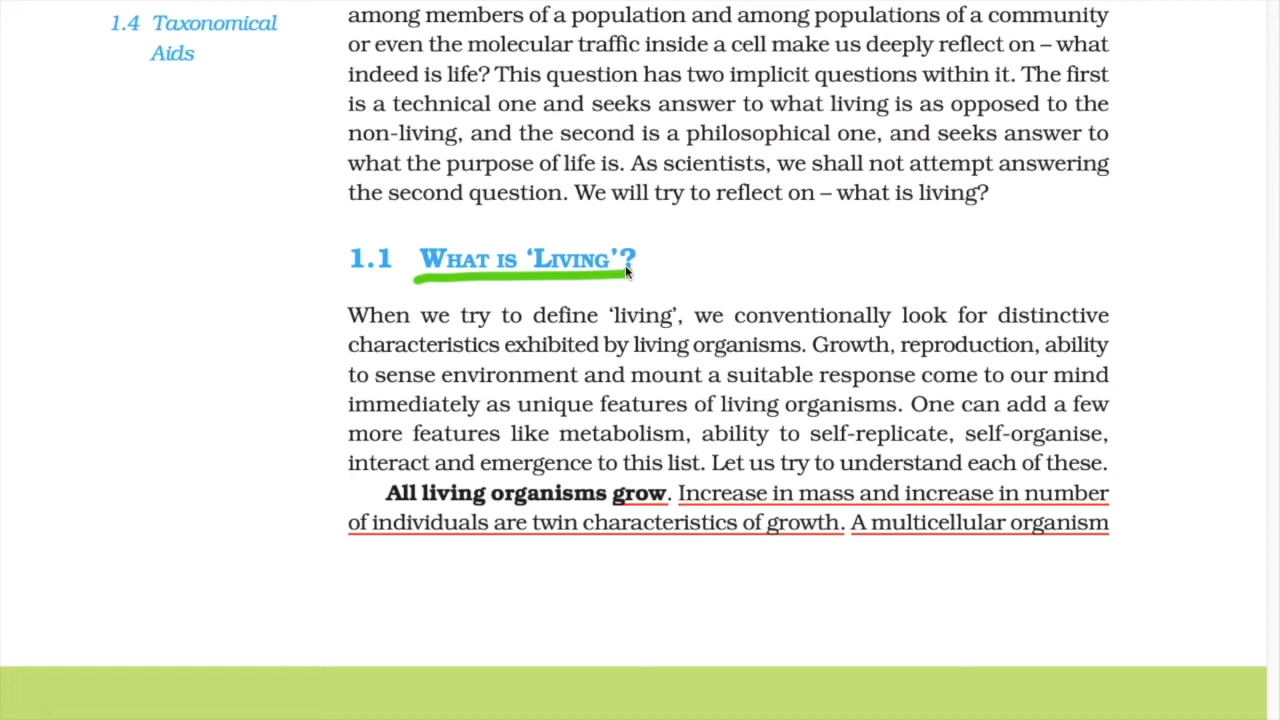 1.4 Taxonomical
Aids
among members of a population and among populations of a community
or even the molecular traffic inside a cell make us deeply reflect on – what
indeed is life? This question has two implicit questions within it. The first
is a technical one and seeks answer to what living is as opposed to the
non-living, and the second is a philosophical one, and seeks answer to
what the purpose of life is. As scientists, we shall not attempt answering
the second question. We will try to reflect on – what is living?
1.1 WHAT IS ‘LIVING’?
When we try to define ‘living’, we conventionally look for distinctive
characteristics exhibited by living organisms. Growth, reproduction, ability
to sense environment and mount a suitable response come to our mind
immediately as unique features of living organisms. One can add a few
more features like metabolism, ability to self-replicate, self-organise,
interact and emergence to this list. Let us try to understand each of these.
All living organisms grow. Increase in mass and increase in number
of individuals are twin characteristics of growth. A multicellular organism